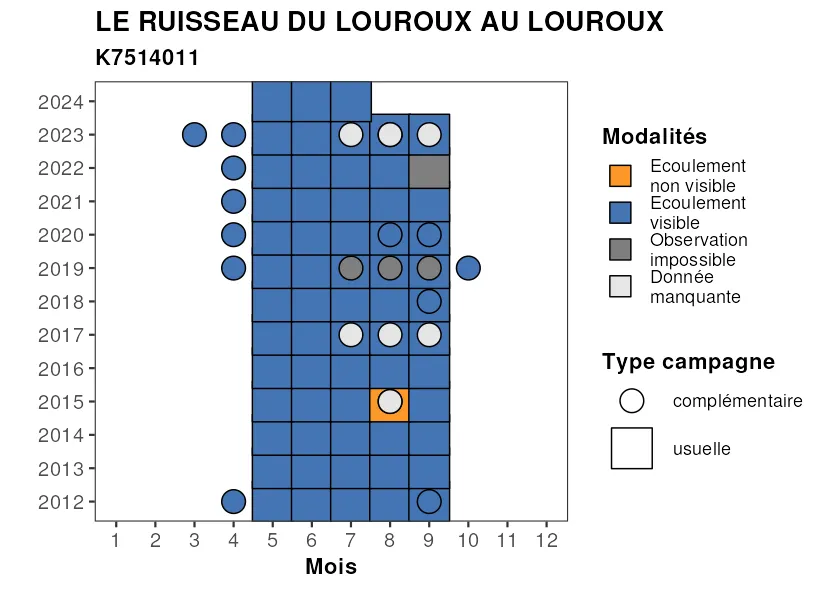 LE RUISSEAU DU LOUROUX AU LOUROUX
K7514011
2024
2023
2022
2021
2020
2019
2018
2017
2016
2015
2014
2013
2012
1 2 3 4 5 6 7 8 9 10 11 12
Mois
Modalités
Ecoulement
non visible
Ecoulement
visible
Observation
impossible
Donnée
manquante
Type campagne
complémentaire
usuelle